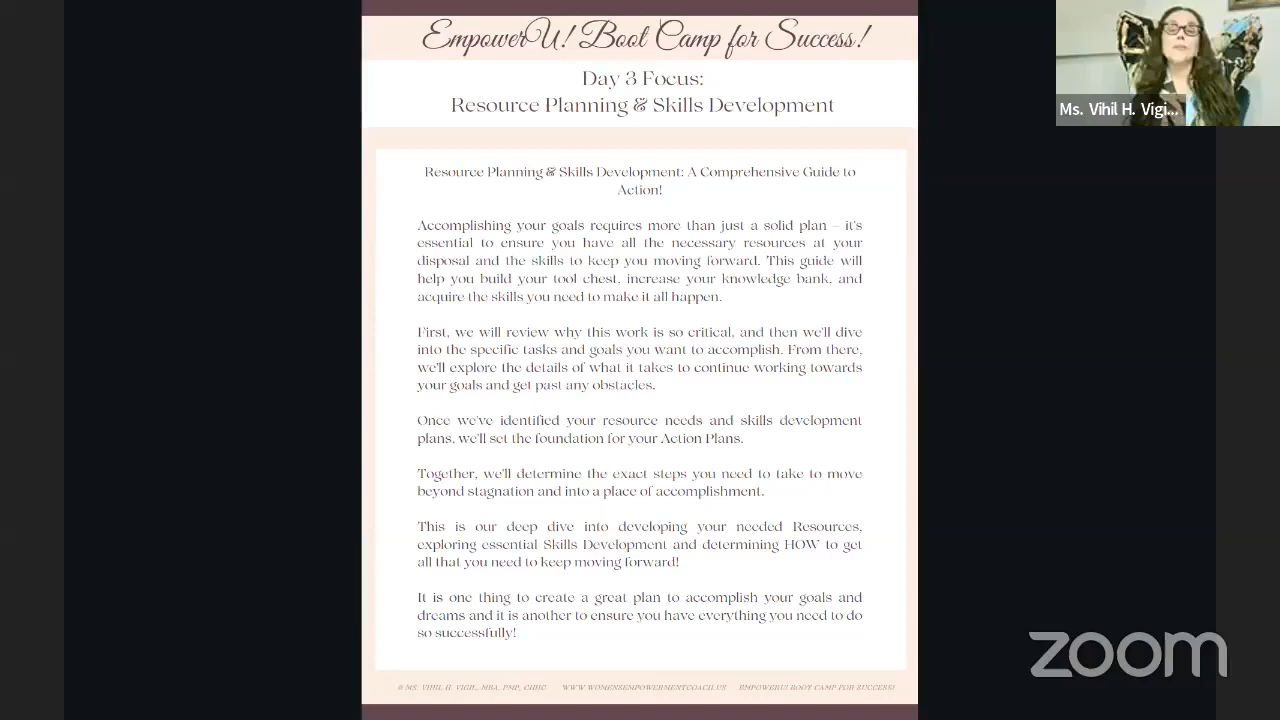 EmpowerU! Boot Camp for Success!
Day 3 Focus:
Resource Planning & Skills Development
Resource Planning & Skills Development: A Comprehensive Guide to
Action!
Accomplishing your goals requires more than just a solid plan – it's
essential to ensure you have all the necessary resources at your
disposal and the skills to keep you moving forward. This guide will
help you build your tool chest, increase your knowledge bank, and
acquire the skills you need to make it all happen.
First, we will review why this work is so critical, and then we'll dive
into the specific tasks and goals you want to accomplish. From there,
we'll explore the details of what it takes to continue working towards
your goals and get past any obstacles.
Once we've identified your resource needs and skills development
plans, we'll set the foundation for your Action Plans.
Together, we'll determine the exact steps you need to take to move
beyond stagnation and into a place of accomplishment.
This is our deep dive into developing your needed Resources,
exploring essential Skills Development and determining HOW to get
all that you need to keep moving forward!
It is one thing to create a great plan to accomplish your goals and
dreams and it is another to ensure you have everything you need to do
so successfully!
© MS. VIHIL H. VIGIL, MBA, PMP, CHHC WWW.WOMENSEMPOWERMENTCOACH.US EMPOWERU! BOOT CAMP FOR SUCCESS!
Ms. Vihil H. Vigi...
zoom